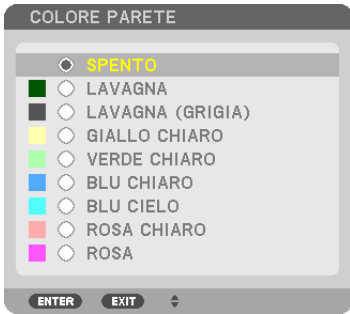 COLORE PARETE
SPENTO
LAVAGNA
LAVAGNA (GRIGIA)
GIALLO CHIARO
VERDE CHIARO
BLU CHIARO
BLU CIELO
ROSA CHIARO
ROSA
ENTER EXIT